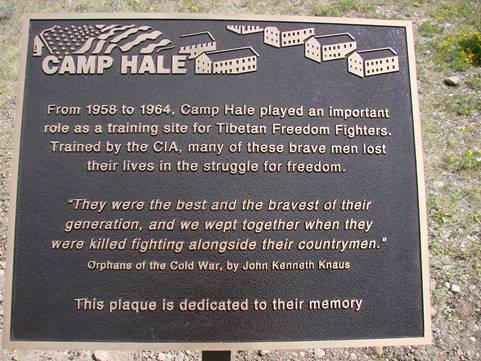 CAMP HALE
From 1958 to 1964, Camp Hale played an important
role as a training site for Tibetan Freedom Fighters.
Trained by the CIA, many of these brave men lost
their lives in the struggle for freedom.
"They were the best and the bravest of their
generation, and we wept together when they
were killed fighting alongside their countrymen."
Orphans of the Cold War, by John Kenneth Knaus
This plaque is dedicated to their memory